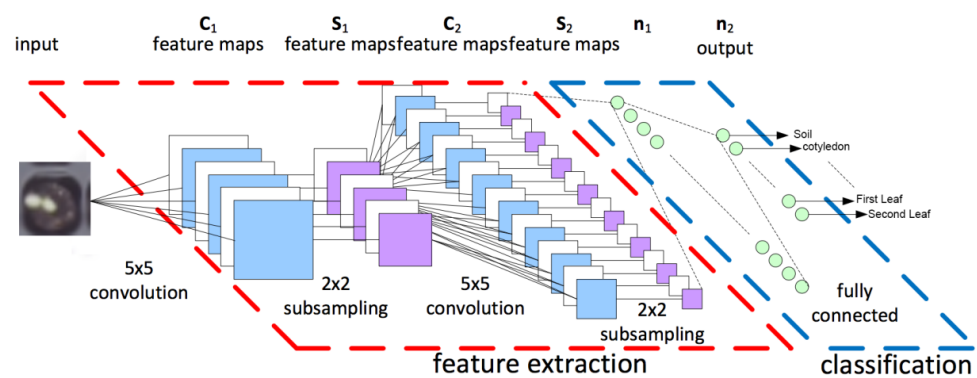 input
C1
feature maps
S1
feature maps
C2
feature maps
S2
feature maps
n1
n2
output
Soil
cotyledon
First Leaf
Second Leaf
5x5
convolution
2x2
subsampling
5x5
convolution
2x2
subsampling
fully
connected
feature extraction
classification